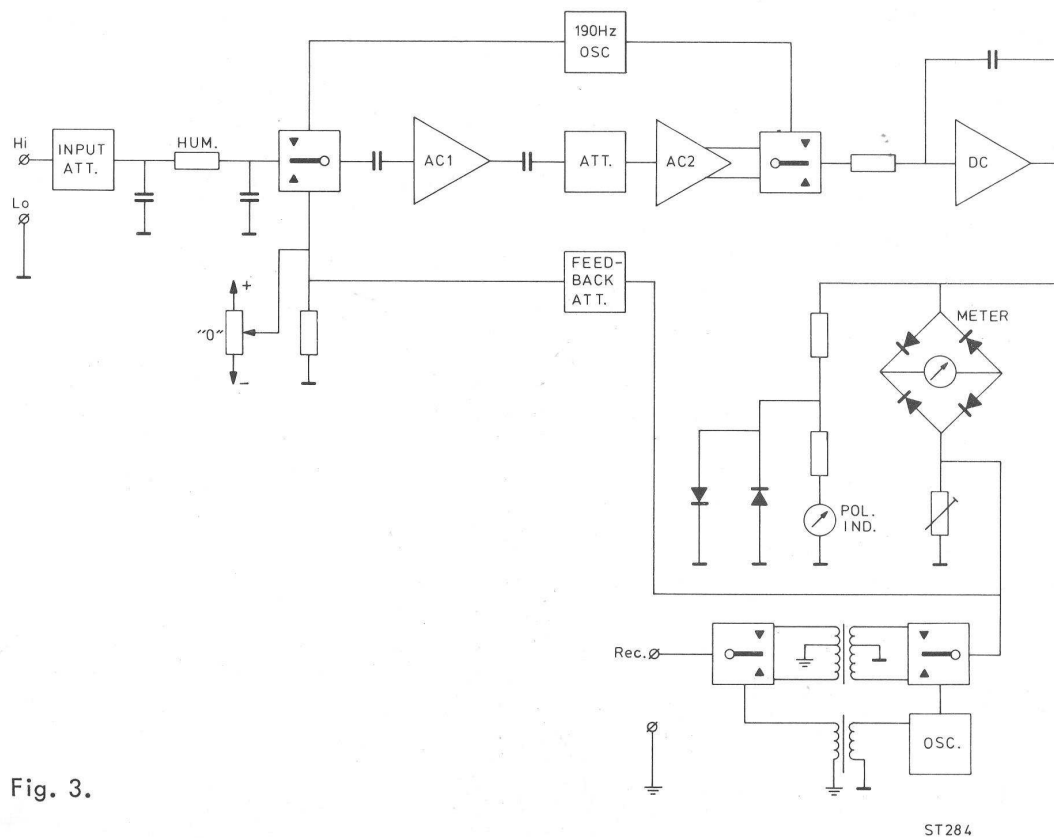 190Hz
OSC
Hi
INPUT
ATT.
HUM.
AC1
ATT.
AC2
DC
Lo
FEED-
BACK
ATT.
+
"0"
-
METER
POL.
IND.
Rec.
OSC.
Fig. 3.
ST284